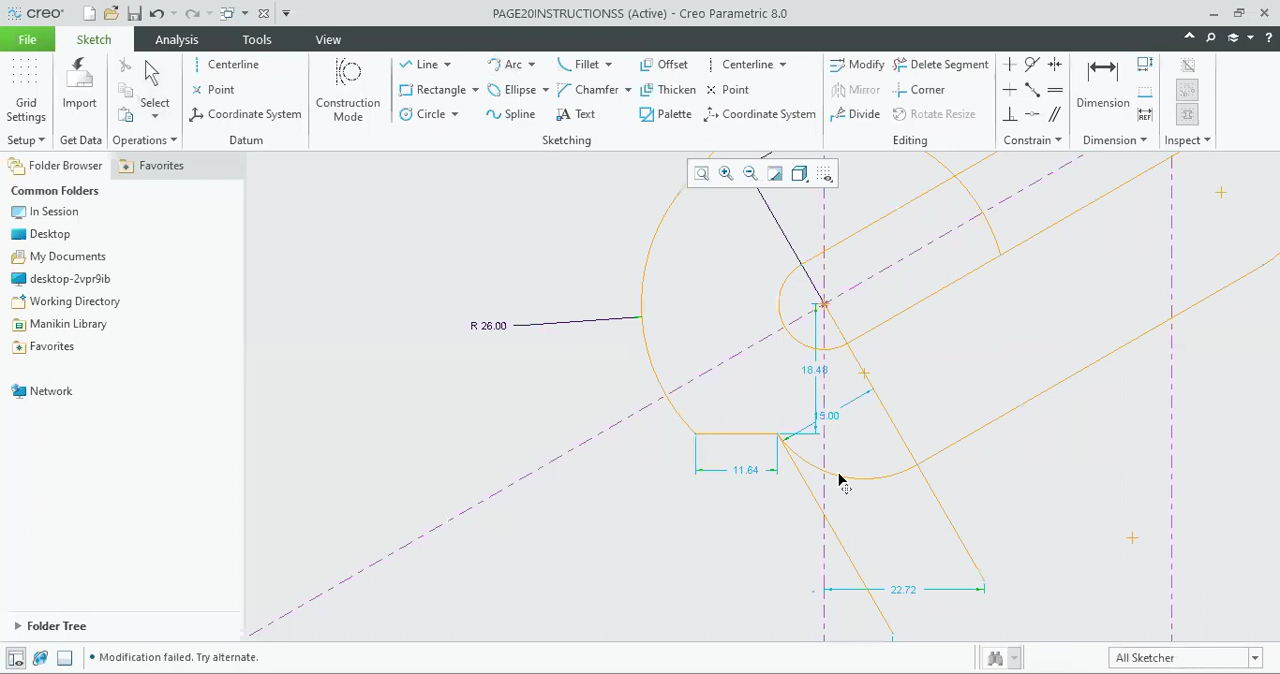 creo
PAGE20INSTRUCTIONSS (Active) - Creo Parametric 8.0
File
Sketch
Analysis
Tools
View
Grid Settings
Import
Select
Centerline
Point
Coordinate System
Construction Mode
Line
Arc
Fillet
Offset
Centerline
Rectangle
Ellipse
Chamfer
Thicken
Point
Circle
Spline
Text
Palette
Coordinate System
Modify
Delete Segment
Mirror
Corner
Divide
Rotate Resize
Dimension
REF
Setup
Get Data
Operations
Datum
Sketching
Editing
Constrain
Dimension
Inspect
Folder Browser
Favorites
Common Folders
In Session
Desktop
My Documents
desktop-2vpr9ib
Working Directory
Manikin Library
Favorites
Network
Folder Tree
R 26.00
18.48
15.00
11.64
22.72
• Modification failed. Try alternate.
All Sketcher